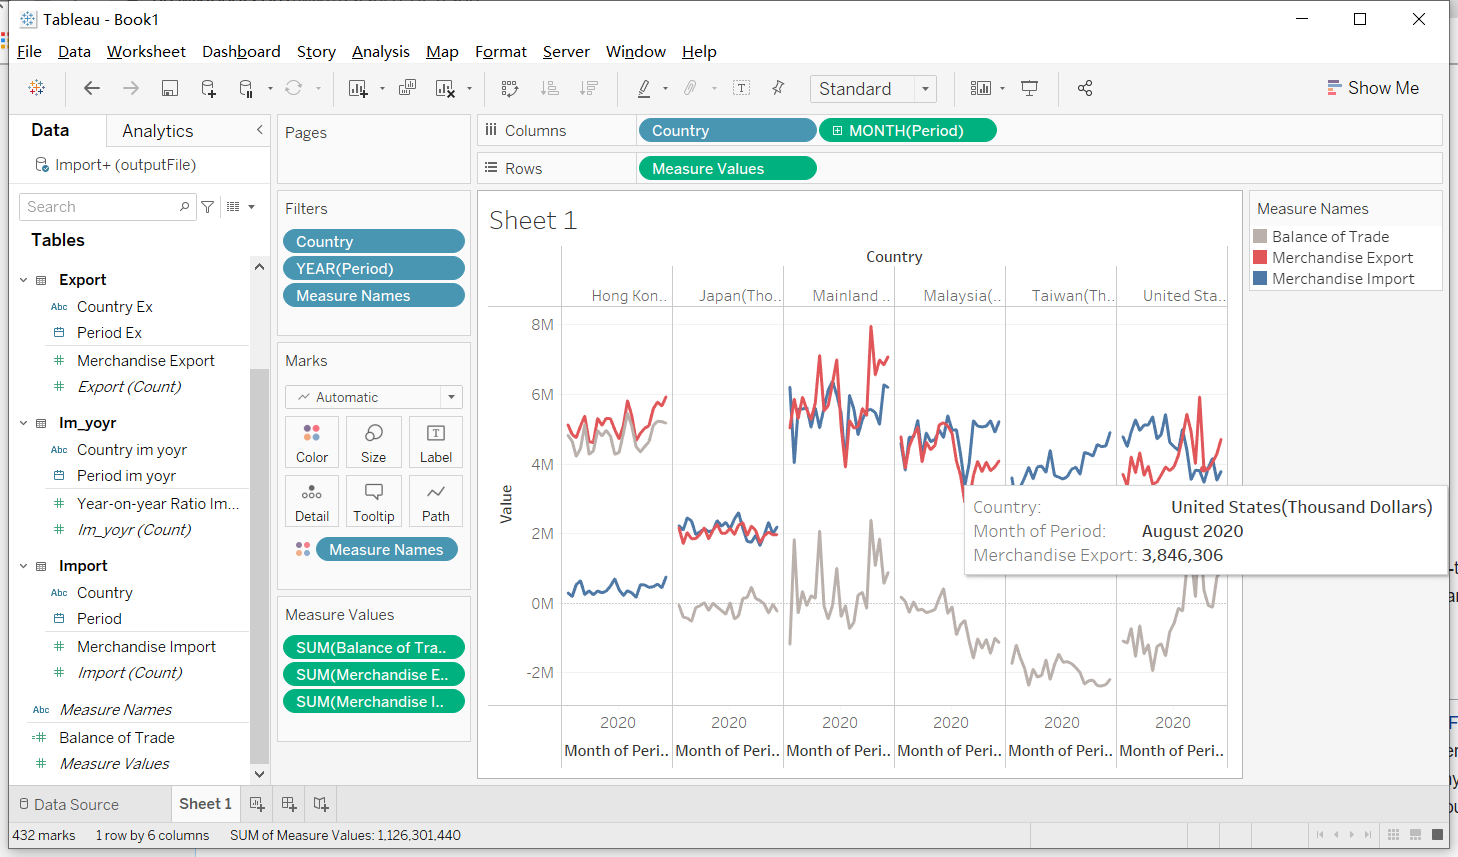 Tableau - Book1
File Data Worksheet Dashboard Story Analysis Map Format Server Window Help
Standard
Show Me
Data Analytics
Import+ (outputFile)
Search
Tables
Export
Abc Country Ex
Period Ex
Merchandise Export
Export (Count)
Im_yoyr
Abc Country im yoyr
Period im yoyr
Year-on-year Ratio Im...
Im_yoyr (Count)
Import
Abc Country
Period
Merchandise Import
Import (Count)
Abc Measure Names
Balance of Trade
Measure Values
Pages
Filters
Country
YEAR(Period)
Measure Names
Marks
Automatic
Color Size Label
Detail Tooltip Path
Measure Names
Measure Values
SUM(Balance of Tra..
SUM(Merchandise E..
SUM(Merchandise I..
Columns Country MONTH(Period)
Rows Measure Values
Sheet 1
Country
Hong Kon.. Japan(Tho.. Mainland .. Malaysia(.. Taiwan(Th.. United Sta..
8M
6M
4M
2M
0M
-2M
Value
2020 2020 2020 2020 2020 2020
Month of Peri.. Month of Peri.. Month of Peri.. Month of Peri.. Month of Peri.. Month of Peri..
Country: United States(Thousand Dollars)
Month of Period: August 2020
Merchandise Export: 3,846,306
Measure Names
Balance of Trade
Merchandise Export
Merchandise Import
Data Source Sheet 1
432 marks 1 row by 6 columns SUM of Measure Values: 1,126,301,440